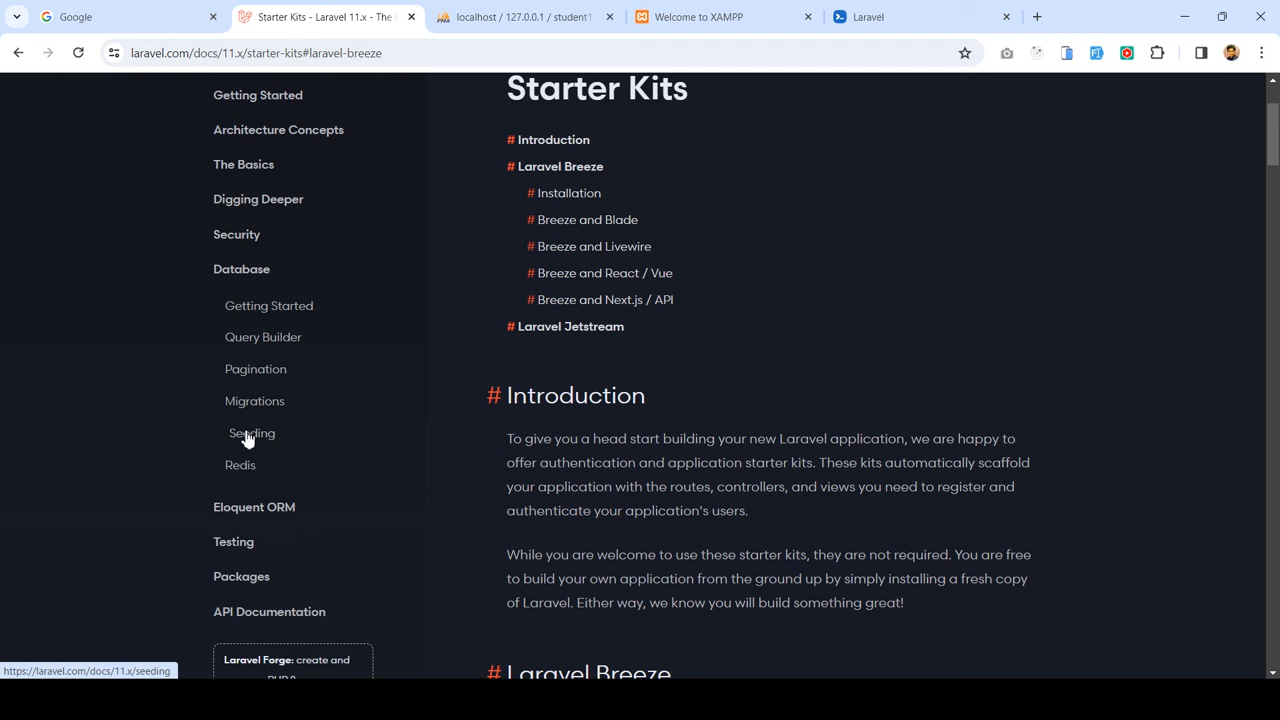 Google
Starter Kits - Laravel 11.x - The
localhost / 127.0.0.1 / student1
Welcome to XAMPP
Laravel
laravel.com/docs/11.x/starter-kits#laravel-breeze
Getting Started
Architecture Concepts
The Basics
Digging Deeper
Security
Database
Getting Started
Query Builder
Pagination
Migrations
Seeding
Redis
Eloquent ORM
Testing
Packages
API Documentation
Laravel Forge: create and
Starter Kits
# Introduction
# Laravel Breeze
# Installation
# Breeze and Blade
# Breeze and Livewire
# Breeze and React / Vue
# Breeze and Next.js / API
# Laravel Jetstream
# Introduction
To give you a head start building your new Laravel application, we are happy to
offer authentication and application starter kits. These kits automatically scaffold
your application with the routes, controllers, and views you need to register and
authenticate your application's users.
While you are welcome to use these starter kits, they are not required. You are free
to build your own application from the ground up by simply installing a fresh copy
of Laravel. Either way, we know you will build something great!
# Laravel Breeze
https://laravel.com/docs/11.x/seeding